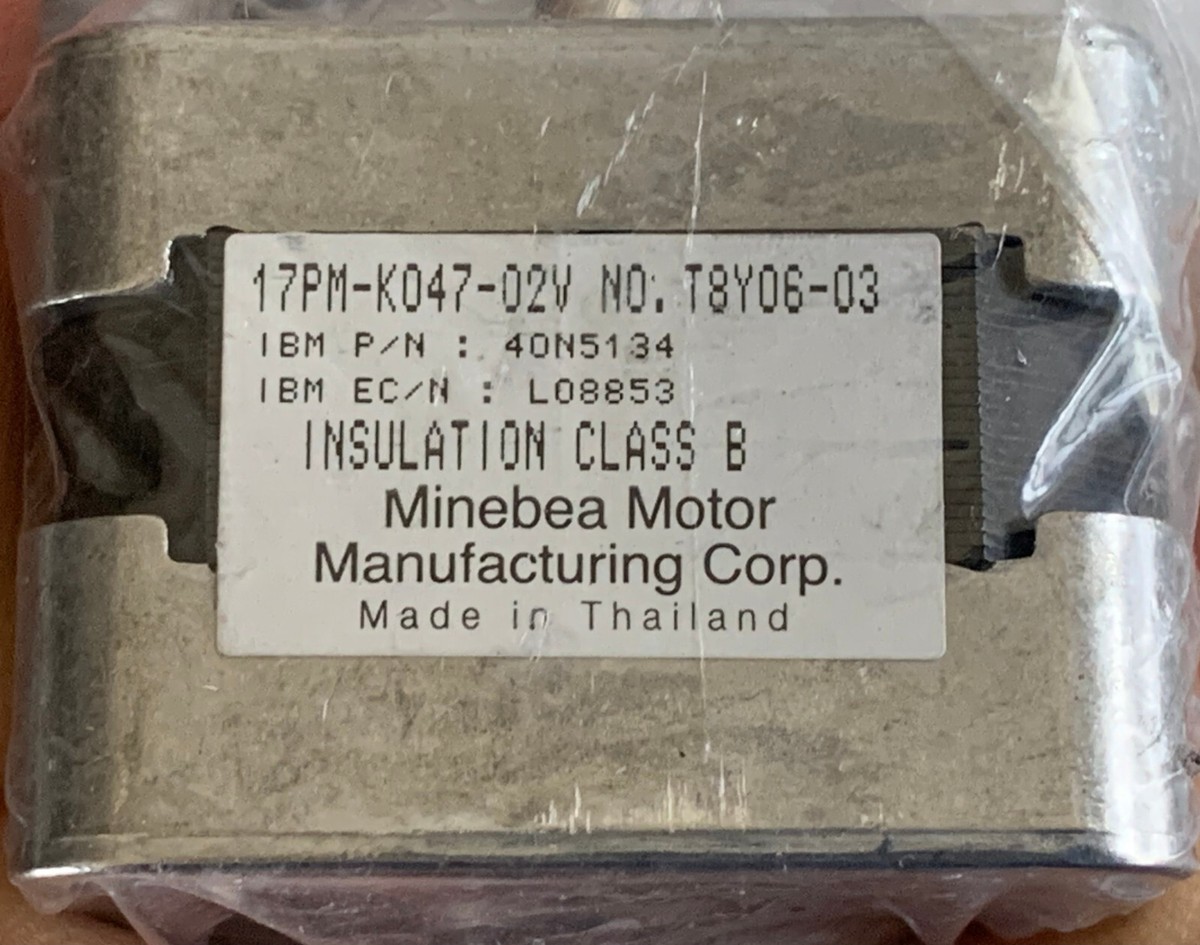 17PM-K047-02V NO. T8Y06-03
IBM P/N : 40N5134
IBM EC/N : L08853
INSULATION CLASS B
Minebea Motor
Manufacturing Corp.
Made in Thailand